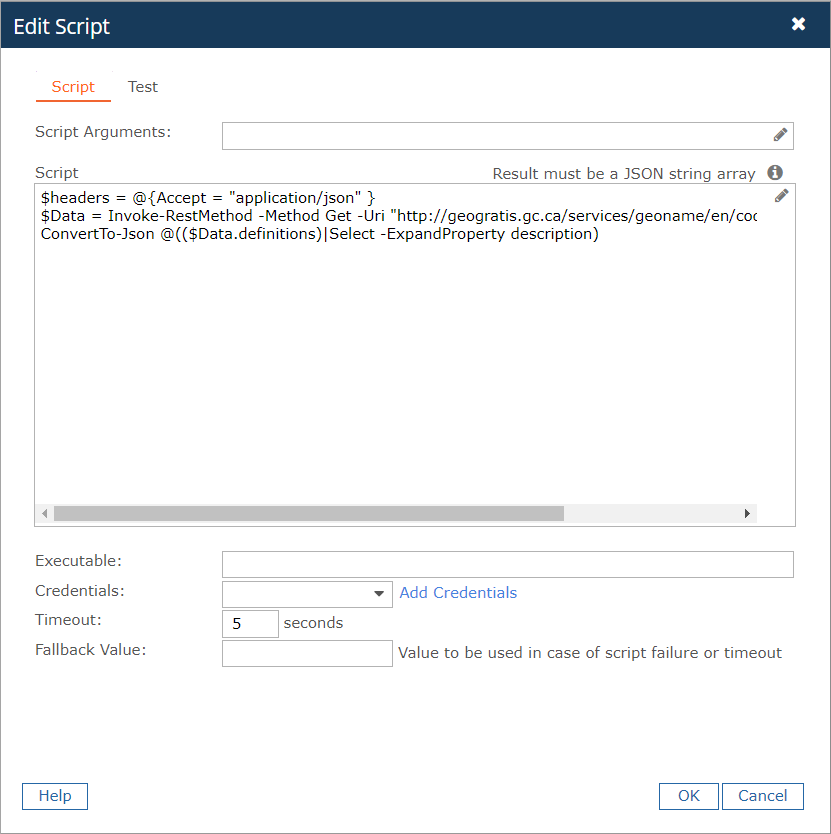 Edit Script
Script Test
Script Arguments:
Script Result must be a JSON string array
$headers = @{Accept = "application/json" }
$Data = Invoke-RestMethod -Method Get -Uri "http://geogratis.gc.ca/services/geoname/en/coc
ConvertTo-Json @(($Data.definitions)|Select -ExpandProperty description)
Executable:
Credentials: Add Credentials
Timeout: 5 seconds
Fallback Value: Value to be used in case of script failure or timeout
Help OK Cancel